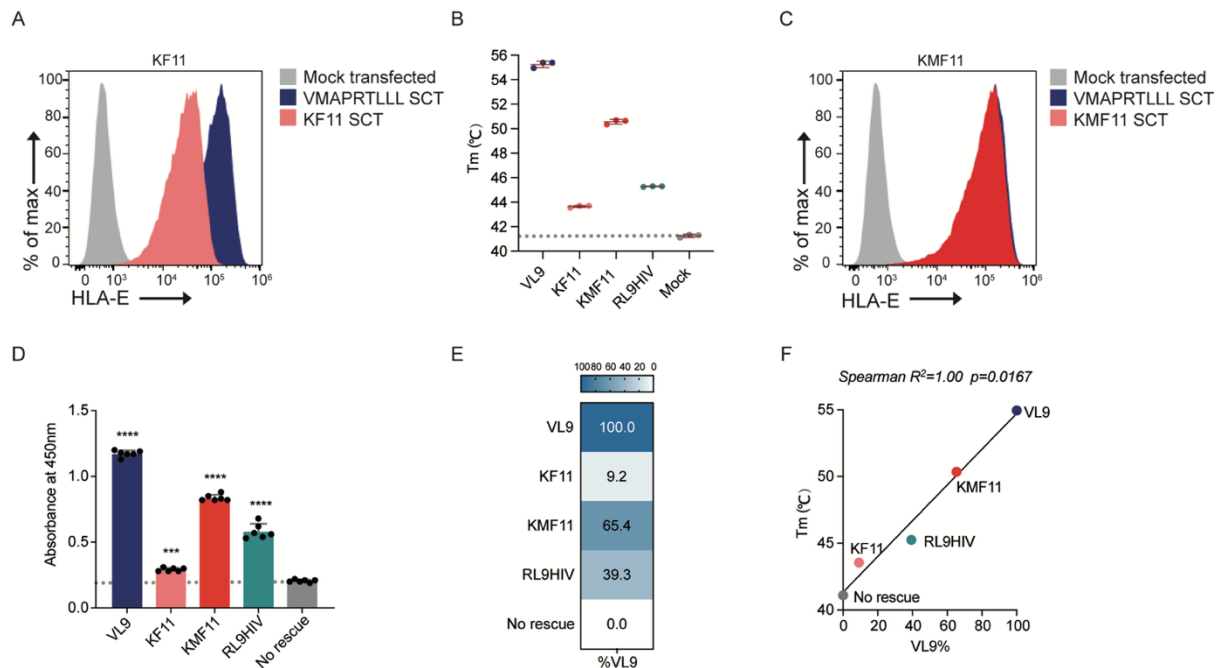 A
KF11
% of max
100
80
60
40
20
0
0 10³ 10⁴ 10⁵ 10⁶
HLA-E
Mock transfected
VMAPRTLLL SCT
KF11 SCT
B
Tm (℃)
56
54
52
50
48
46
44
42
40
VL9 KF11 KMF11 RL9HIV Mock
C
KMF11
% of max
100
80
60
40
20
0
0 10³ 10⁴ 10⁵ 10⁶
HLA-E
Mock transfected
VMAPRTLLL SCT
KMF11 SCT
D
Absorbance at 450nm
1.5
1.0
0.5
0.0
**** *** **** ****
VL9 KF11 KMF11 RL9HIV No rescue
E
100 80 60 40 20 0
VL9 100.0
KF11 9.2
KMF11 65.4
RL9HIV 39.3
No rescue 0.0
%VL9
F
Spearman R²=1.00 p=0.0167
Tm (℃)
55
50
45
40
VL9
KMF11
RL9HIV
KF11
No rescue
0 20 40 60 80 100
VL9%